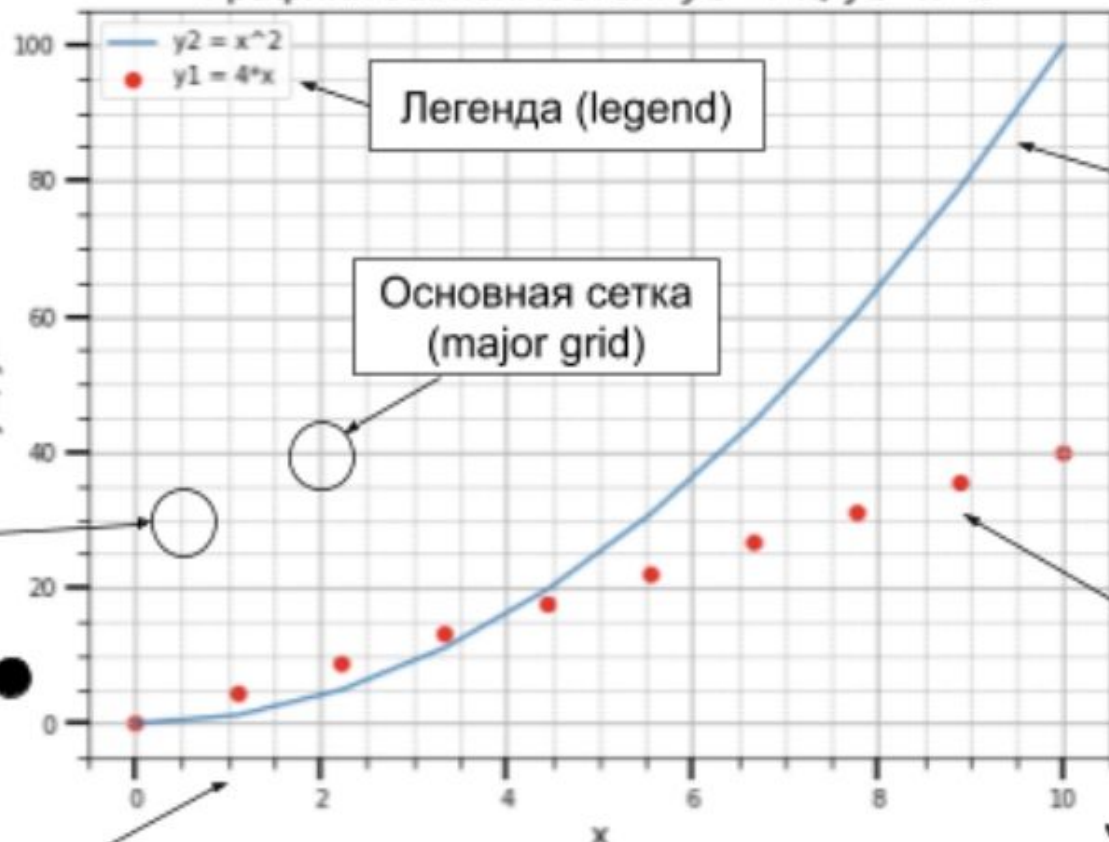 100
y2 = x^2
y1 = 4*x
Легенда (legend)
80
Основная сетка
(major grid)
60
40
20
0
0 2 4 6 8 10
x